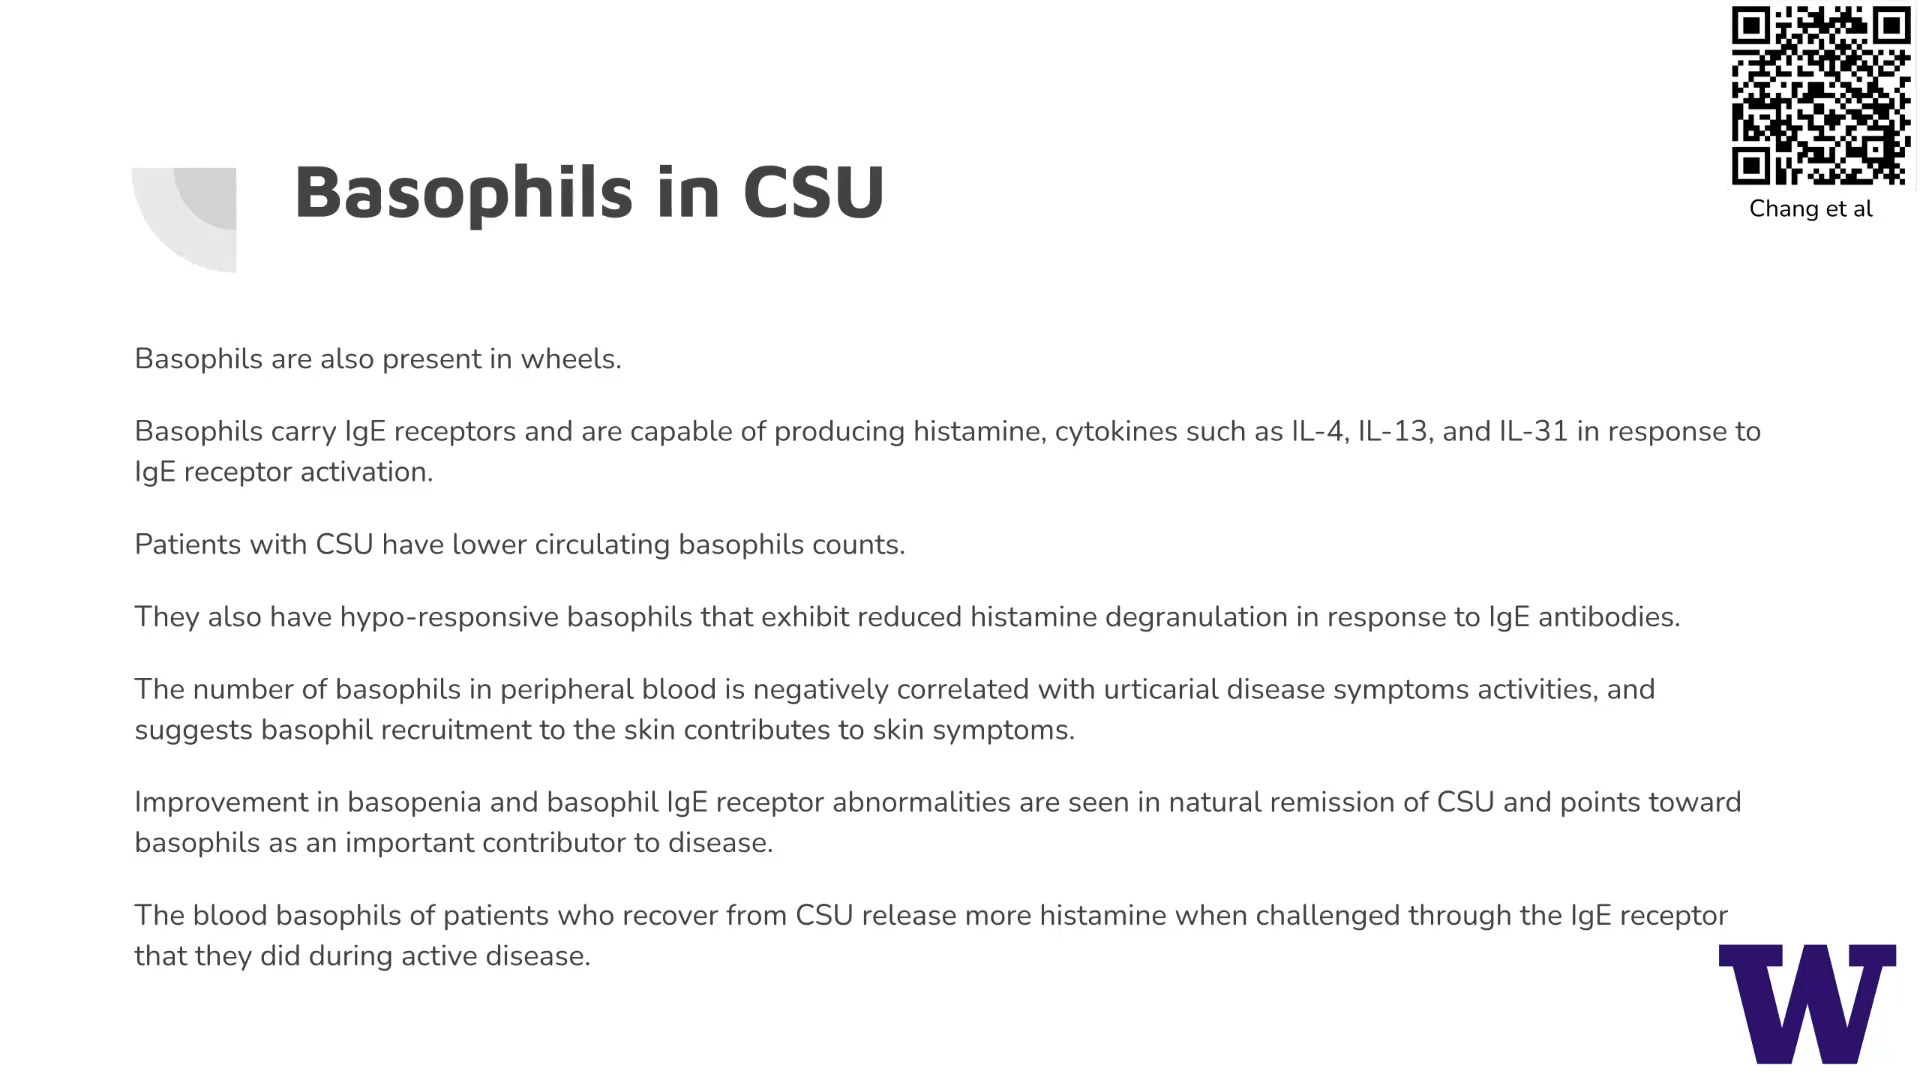 Chang et al
Basophils in CSU
Basophils are also present in wheels.
Basophils carry IgE receptors and are capable of producing histamine, cytokines such as IL-4, IL-13, and IL-31 in response to
IgE receptor activation.
Patients with CSU have lower circulating basophils counts.
They also have hypo-responsive basophils that exhibit reduced histamine degranulation in response to IgE antibodies.
The number of basophils in peripheral blood is negatively correlated with urticarial disease symptoms activities, and
suggests basophil recruitment to the skin contributes to skin symptoms.
Improvement in basopenia and basophil IgE receptor abnormalities are seen in natural remission of CSU and points toward
basophils as an important contributor to disease.
The blood basophils of patients who recover from CSU release more histamine when challenged through the IgE receptor
that they did during active disease.
W